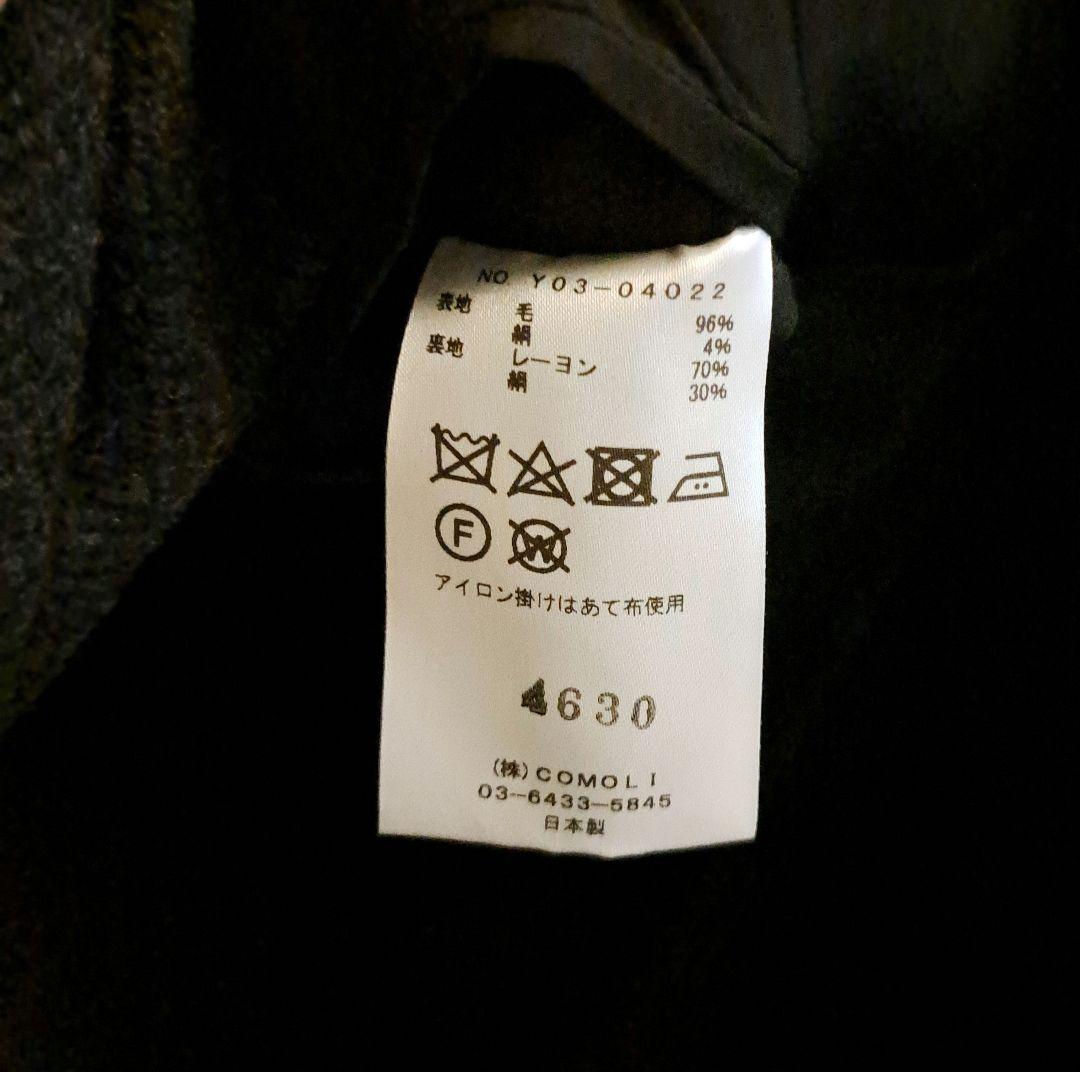 NO Y03-04022
表地 毛 96%
絹 4%
裏地 レーヨン 70%
絹 30%
F W
アイロン掛けはあて布使用
4630
(株)COMOLI
03-6433-5845
日本製